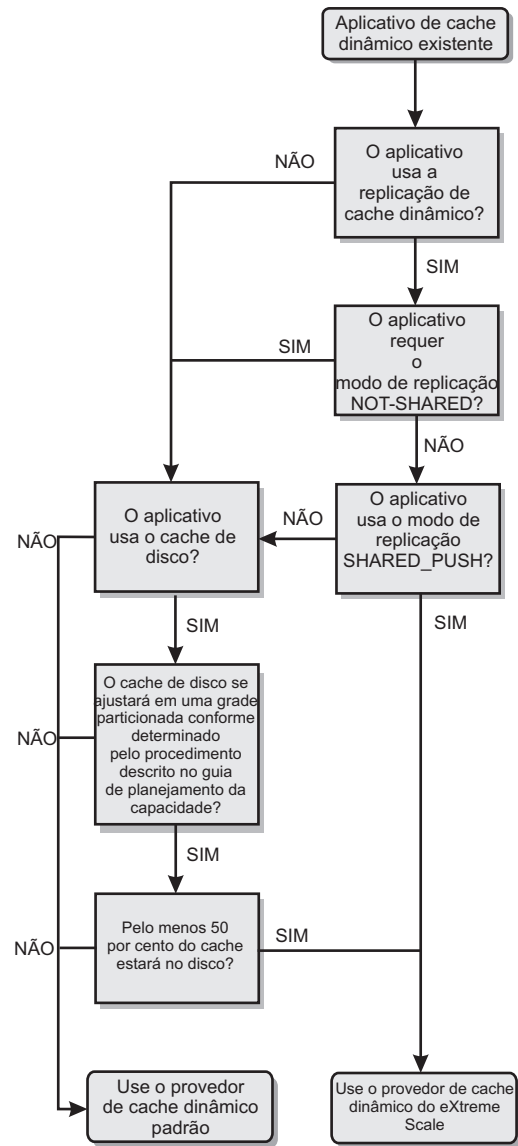 Aplicativo de cache
dinâmico existente
NÃO
O aplicativo
usa a
replicação de
cache dinâmico?
SIM
SIM
O aplicativo
requer
o
modo de replicação
NOT-SHARED?
NÃO
NÃO
O aplicativo
usa o cache de
disco?
NÃO
O aplicativo
usa o modo de
replicação
SHARED_PUSH?
SIM
SIM
NÃO
O cache de disco se
ajustará em uma grade
particionada conforme
determinado
pelo procedimento
descrito no guia
de planejamento da
capacidade?
SIM
NÃO
Pelo menos 50
por cento do cache
estará no disco?
SIM
Use o provedor
de cache dinâmico
padrão
Use o provedor de cache
dinâmico do eXtreme
Scale